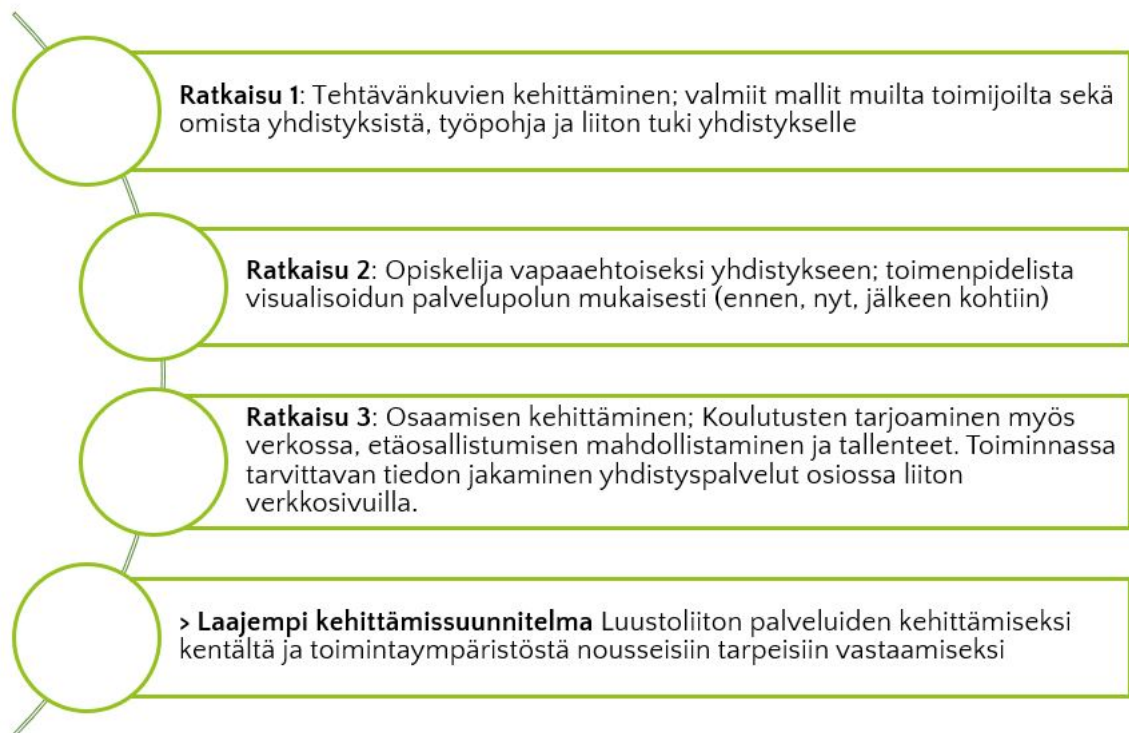 Ratkaisu 1: Tehtävänkuvien kehittäminen; valmiit mallit muilta toimijoilta sekä
omista yhdistyksistä, työpohja ja liiton tuki yhdistykselle
Ratkaisu 2: Opiskelija vapaaehtoiseksi yhdistykseen; toimenpidelista
visualisoidun palvelupolun mukaisesti (ennen, nyt, jälkeen kohtiin)
Ratkaisu 3: Osaamisen kehittäminen; Koulutusten tarjoaminen myös
verkossa, etäosallistumisen mahdollistaminen ja tallenteet. Toiminnassa
tarvittavan tiedon jakaminen yhdistyspalvelut osiossa liiton
verkkosivuilla.
> Laajempi kehittämissuunnitelma Luustoliiton palveluiden kehittämiseksi
kentältä ja toimintaympäristöstä nousseisiin tarpeisiin vastaamiseksi